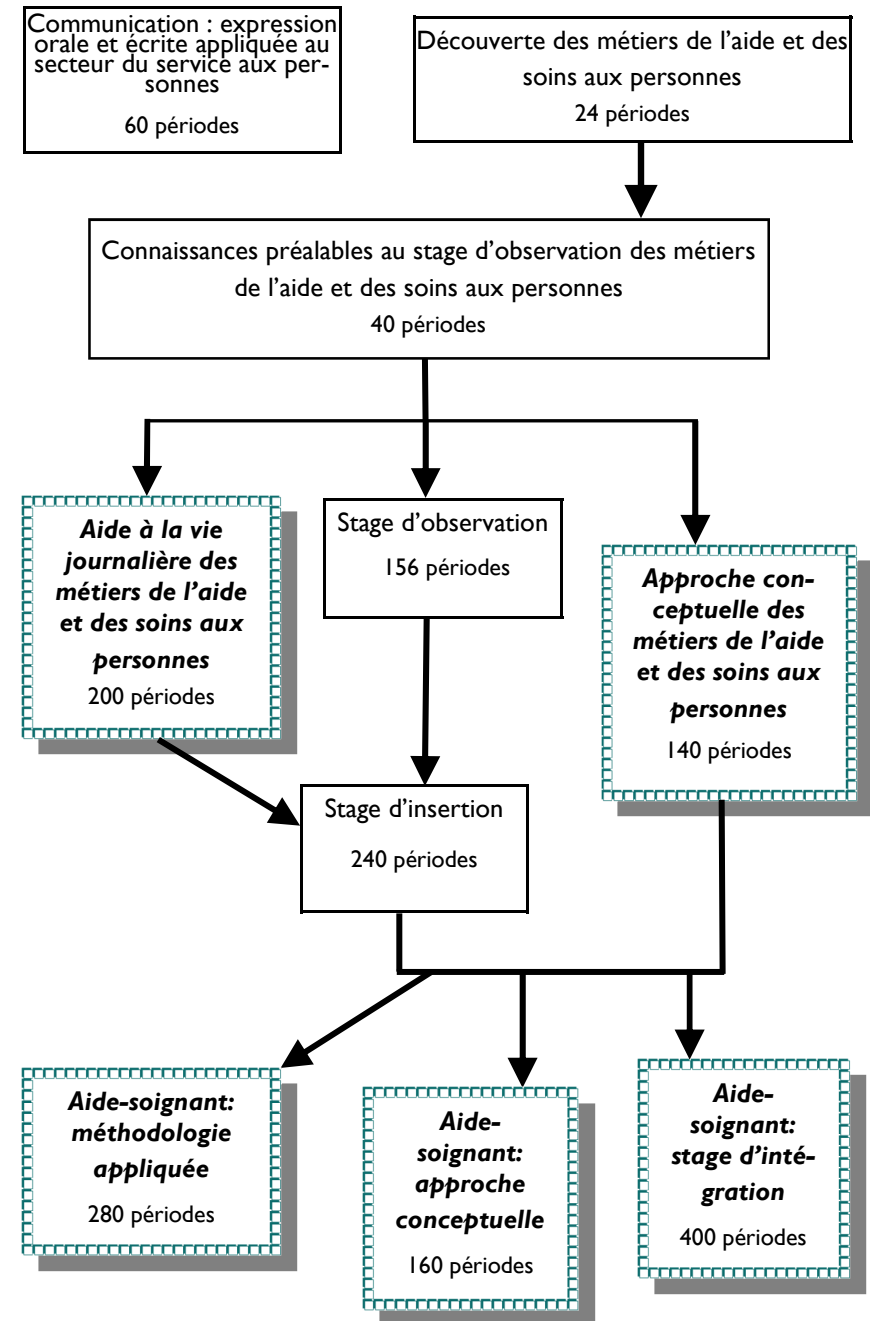 Communication : expression
orale et écrite appliquée au
secteur du service aux per-
sonnes
60 périodes
Découverte des métiers de l’aide et des
soins aux personnes
24 périodes
Connaissances préalables au stage d’observation des métiers
de l’aide et des soins aux personnes
40 périodes
Aide à la vie
journalière des
métiers de l’aide
et des soins aux
personnes
200 périodes
Stage d’observation
156 périodes
Approche con-
ceptuelle des
métiers de l’aide
et des soins aux
personnes
140 périodes
Stage d’insertion
240 périodes
Aide-soignant:
méthodologie
appliquée
280 périodes
Aide-
soignant:
approche
conceptuelle
160 périodes
Aide-
soignant:
stage d’inté-
gration
400 périodes